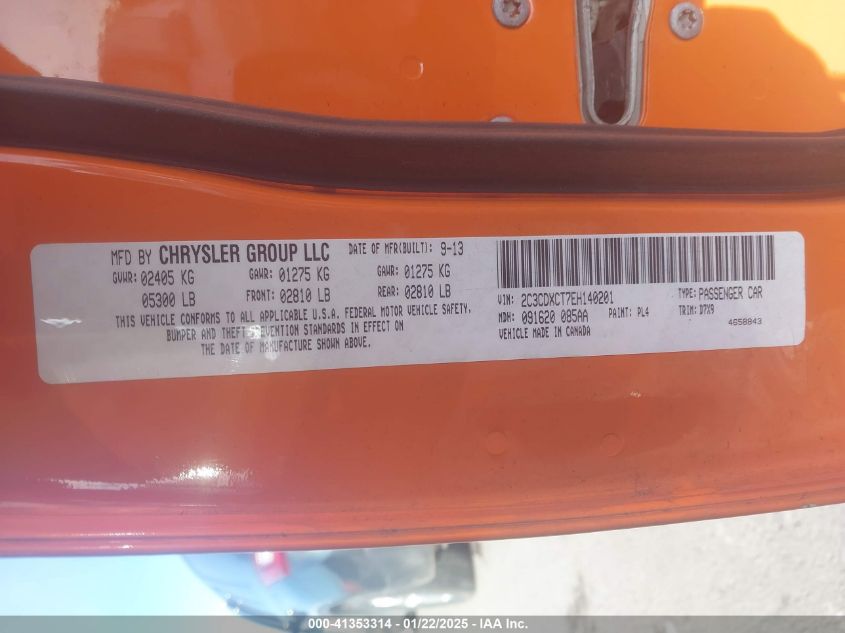 MFD BY CHRYSLER GROUP LLC DATE OF MFR(BUILT): 9-13
GVWR: 02405 KG GAWR: 01275 KG GAWR: 01275 KG
05300 LB FRONT: 02810 LB REAR: 02810 LB
THIS VEHICLE CONFORMS TO ALL APPLICABLE U.S.A. FEDERAL MOTOR VEHICLE SAFETY,
BUMPER AND THEFT PREVENTION STANDARDS IN EFFECT ON
THE DATE OF MANUFACTURE SHOWN ABOVE.
VIN: 2C3CDXCT7EH140201 TYPE: PASSENGER CAR
MDH: 091620 085AA PAINT: PL4 TRIM: D7X9
VEHICLE MADE IN CANADA 4658843
000-41353314 - 01/22/2025 - IAA Inc.